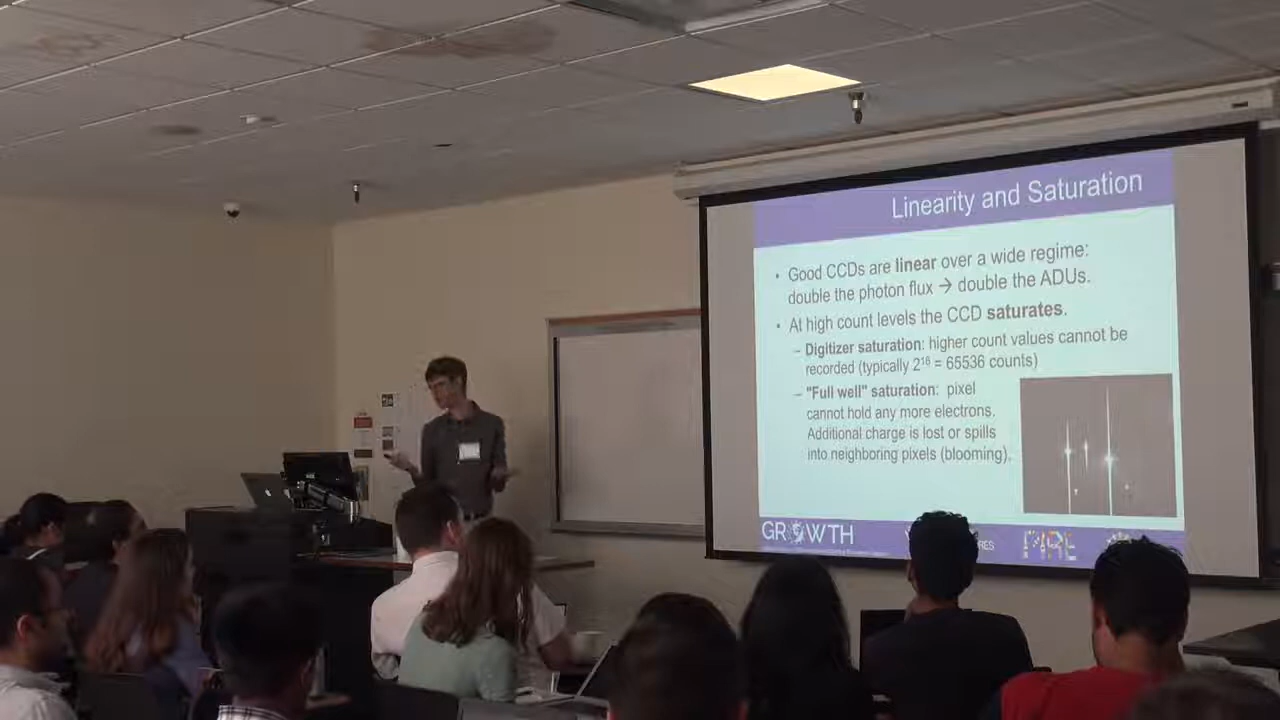 Linearity and Saturation
• Good CCDs are linear over a wide regime:
double the photon flux → double the ADUs.
• At high count levels the CCD saturates.
– Digitizer saturation: higher count values cannot be
recorded (typically 2¹⁶ = 65536 counts)
– "Full well" saturation: pixel
cannot hold any more electrons.
Additional charge is lost or spills
into neighboring pixels (blooming).
GROWTH
PIRE